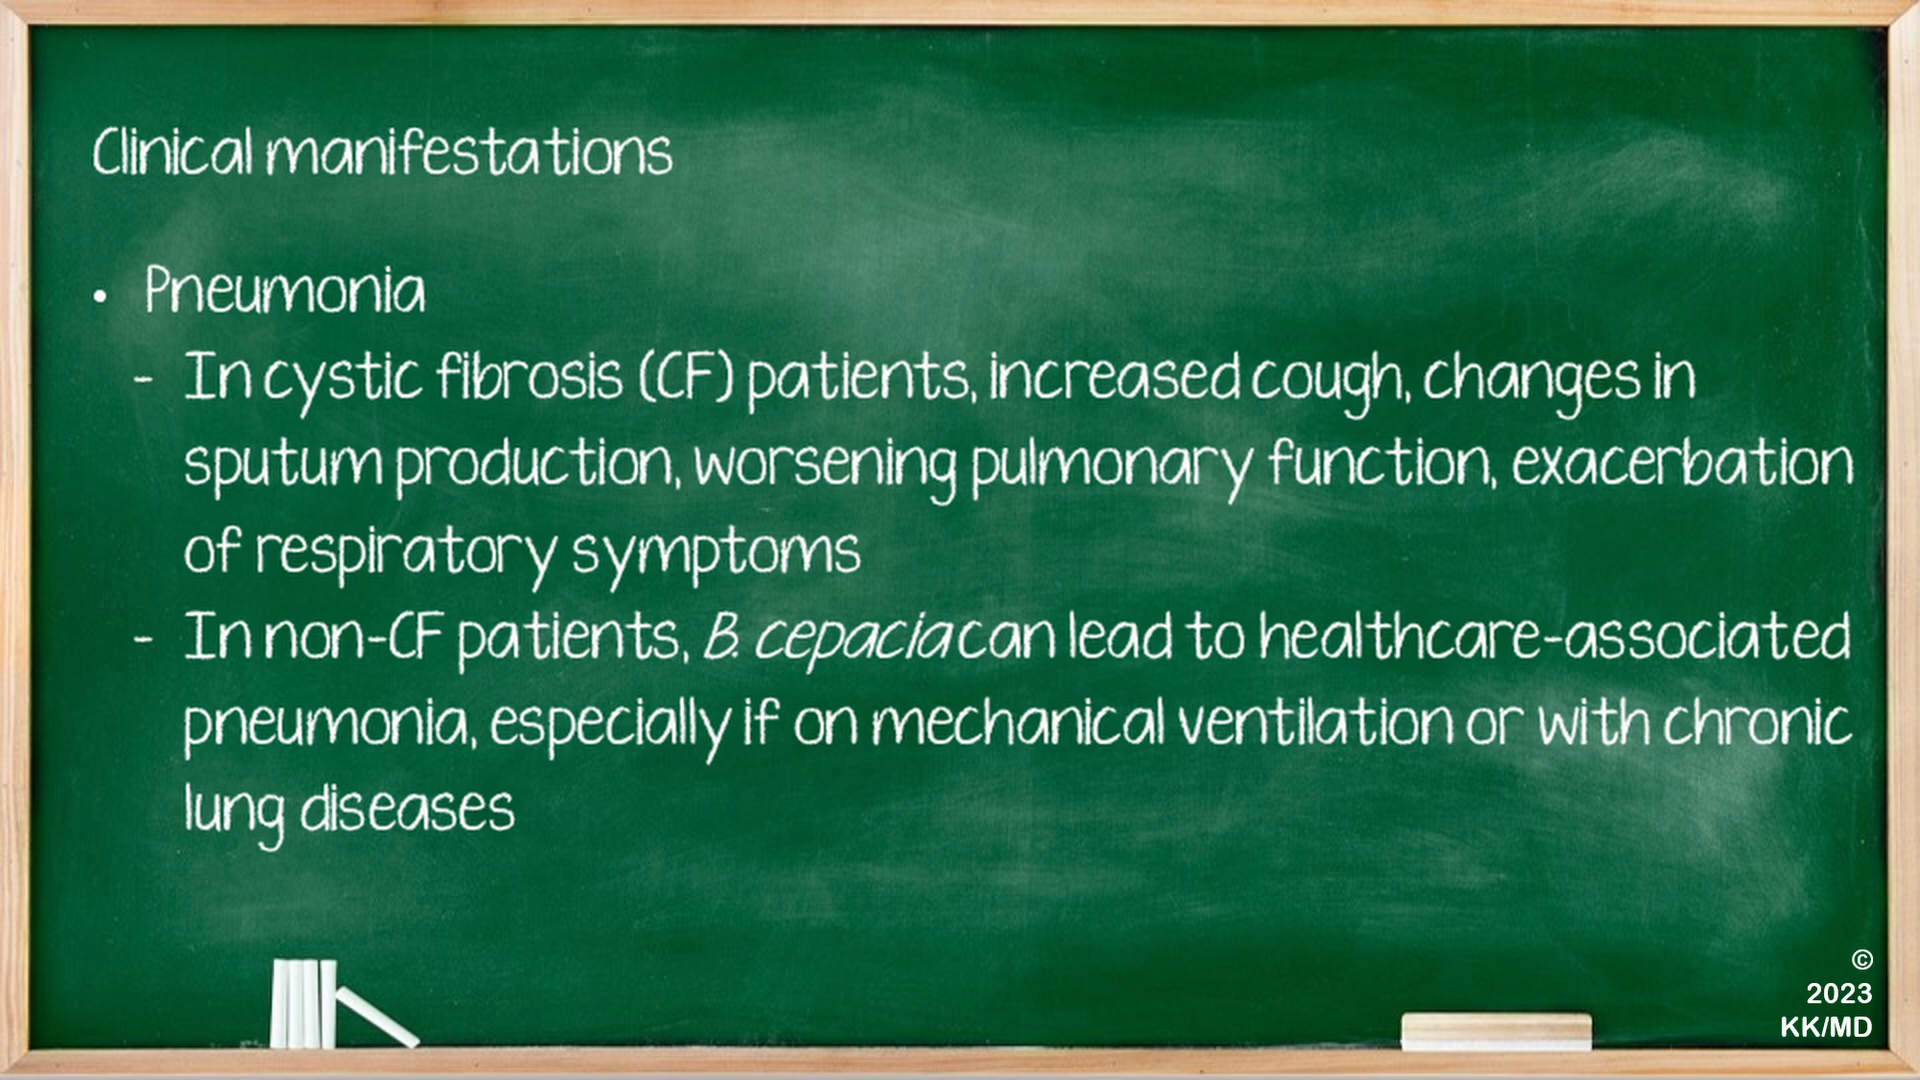 Clinical manifestations
• Pneumonia
- In cystic fibrosis (CF) patients, increased cough, changes in
sputum production, worsening pulmonary function, exacerbation
of respiratory symptoms
- In non-CF patients, B. cepacia can lead to healthcare-associated
pneumonia, especially if on mechanical ventilation or with chronic
lung diseases
©
2023
KK/MD